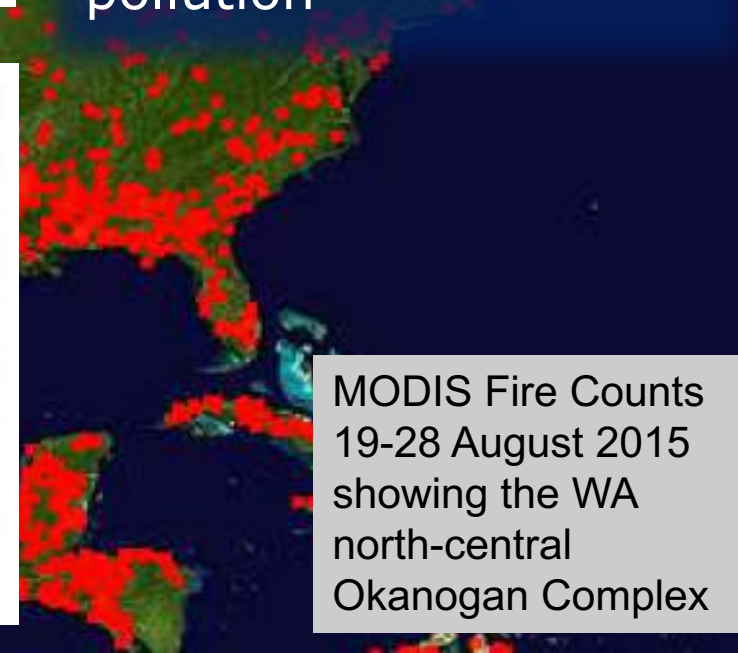 pollution
MODIS Fire Counts
19-28 August 2015
showing the WA
north-central
Okanogan Complex